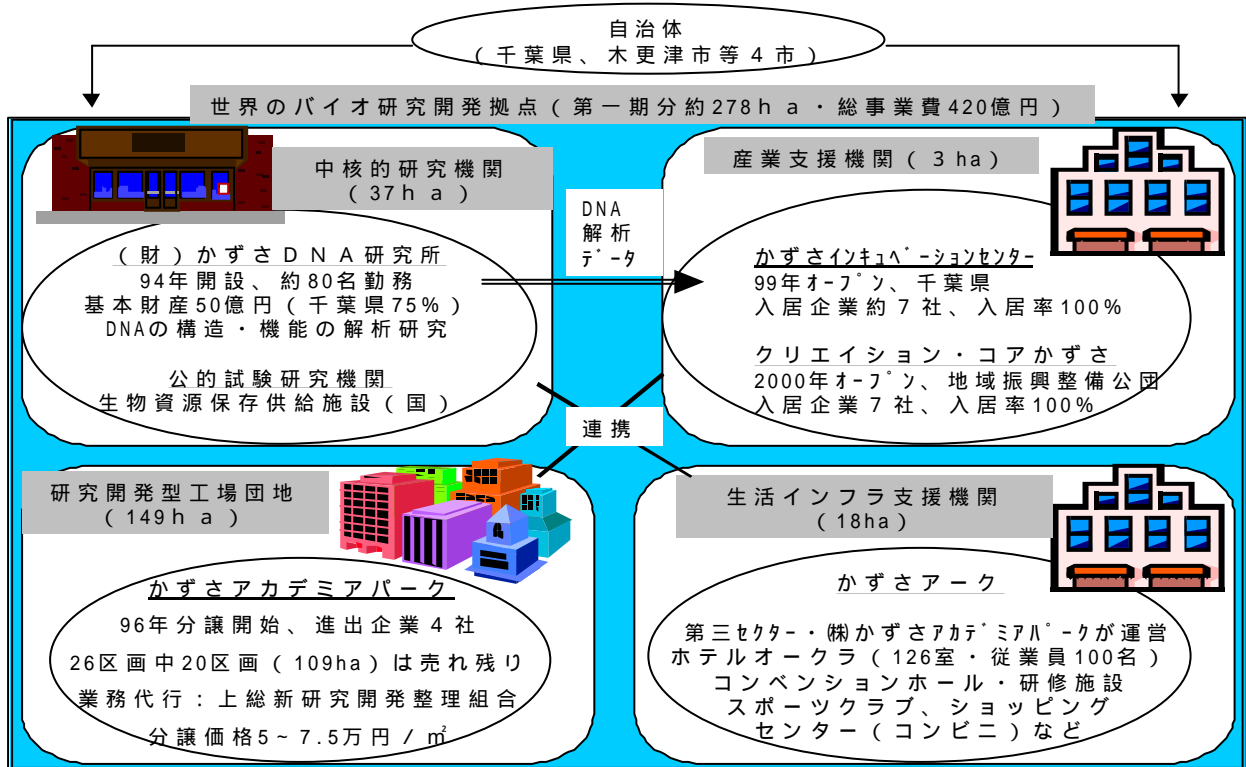 自治体
(千葉県、木更津市等4市)
世界のバイオ研究開発拠点(第一期分約278ha・総事業費420億円)
中核的研究機関
(37ha)
(財)かずさDNA研究所
94年開設、約80名勤務
基本財産50億円(千葉県75%)
DNAの構造・機能の解析研究
公的試験研究機関
生物資源保存供給施設(国)
DNA
解析
データ
産業支援機関(3ha)
かずさインキュベーションセンター
99年オープン、千葉県
入居企業約7社、入居率100%
クリエイション・コアかずさ
2000年オープン、地域振興整備公団
入居企業7社、入居率100%
連携
研究開発型工場団地
(149ha)
かずさアカデミアパーク
96年分譲開始、進出企業4社
26区画中20区画(109ha)は売れ残り
業務代行:上総新研究開発整理組合
分譲価格5~7.5万円/㎡
生活インフラ支援機関
(18ha)
かずさアーク
第三セクター・㈱かずさアカデミアパークが運営
ホテルオークラ(126室・従業員100名)
コンベンションホール・研修施設
スポーツクラブ、ショッピング
センター(コンビニ)など